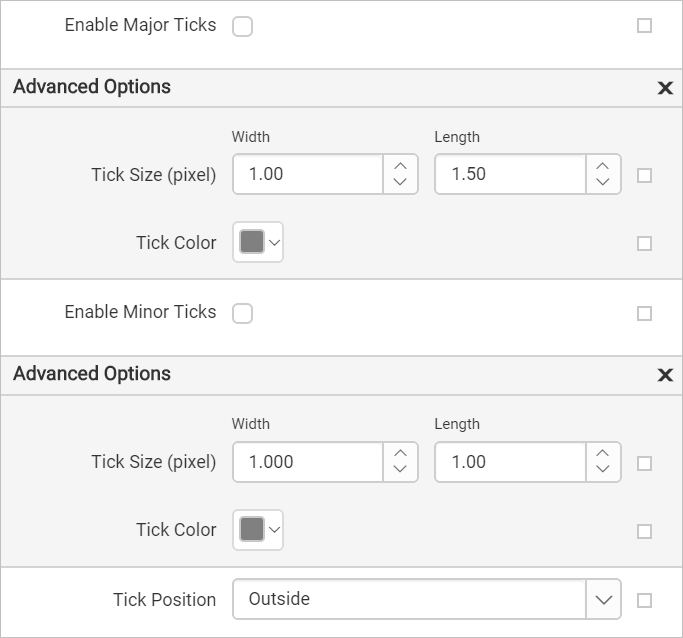 Enable Major Ticks
Advanced Options
Width Length
Tick Size (pixel) 1.00 1.50
Tick Color
Enable Minor Ticks
Advanced Options
Width Length
Tick Size (pixel) 1.000 1.00
Tick Color
Tick Position Outside